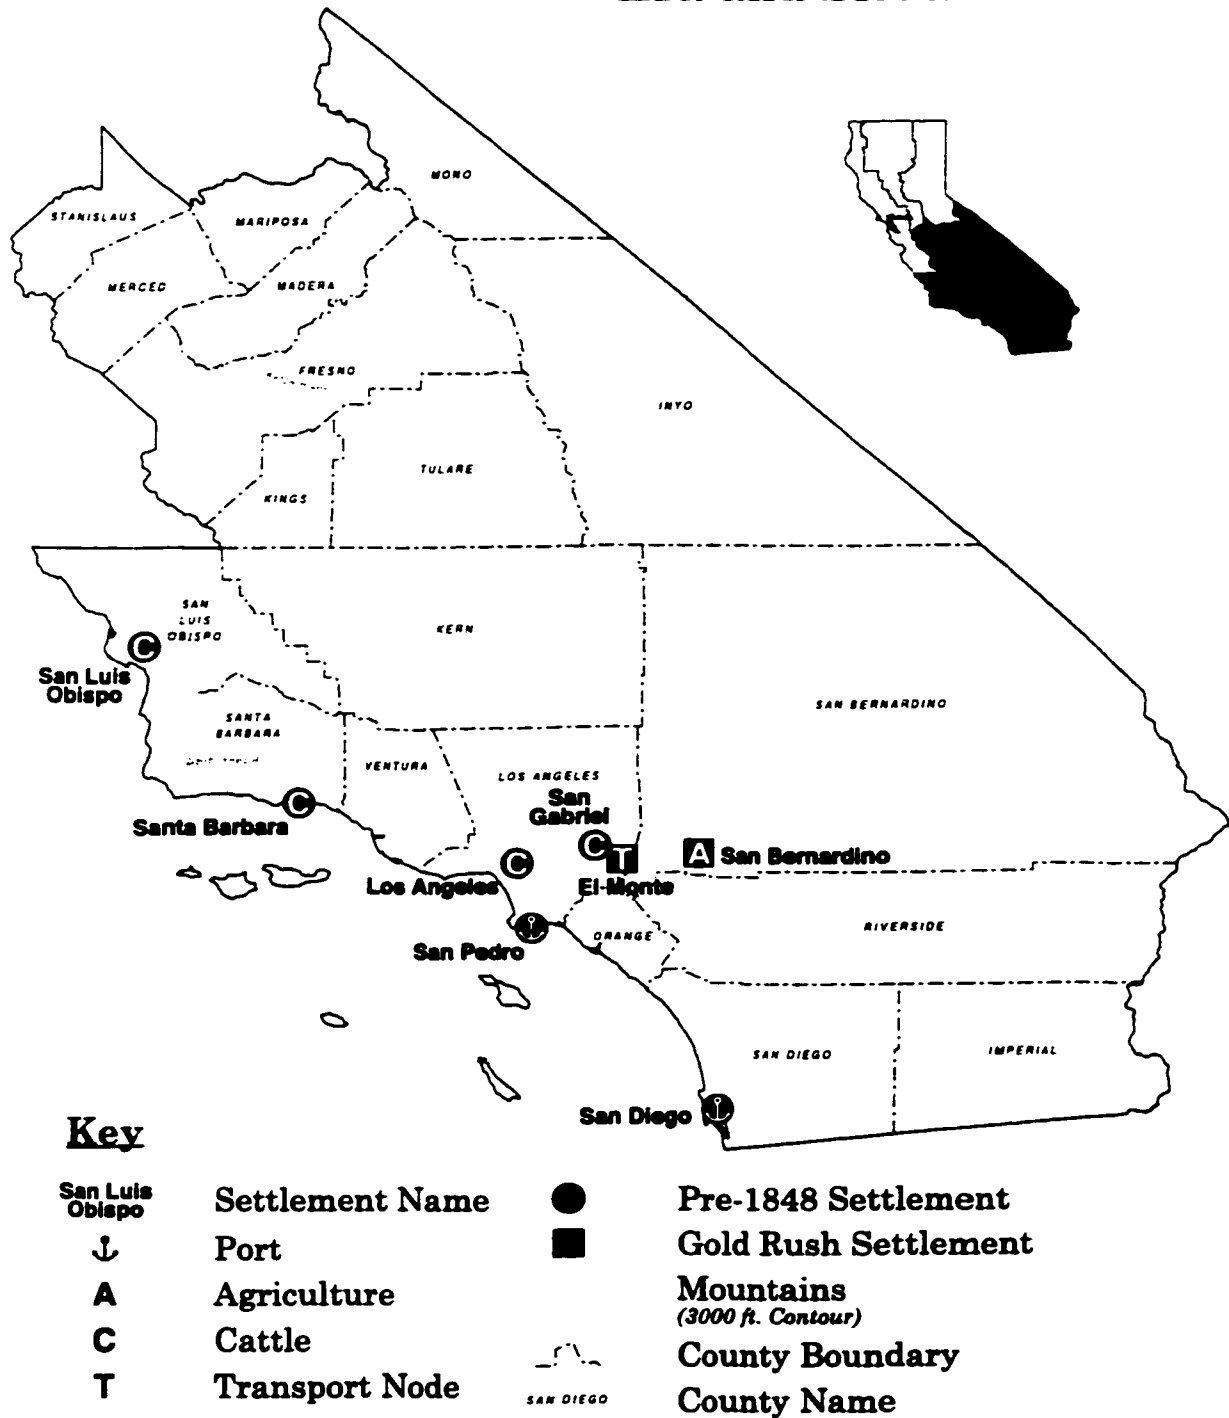 MONO
STANISLAUS
MARIPOSA
MERCED
MADERA
FRESNO
INYO
TULARE
KINGS
SAN
LUIS
OBISPO
KERN
San Luis
Obispo
SAN BERNARDINO
SANTA
BARBARA
VENTURA
LOS ANGELES
San
Gabriel
C
C
C
C
T
A
Santa Barbara
San Bernardino
Los Angeles
El-Monte
San Pedro
ORANGE
RIVERSIDE
SAN DIEGO
IMPERIAL
San Diego
Key
San Luis
Obispo
Settlement Name
Port
A Agriculture
C Cattle
T Transport Node
Pre-1848 Settlement
Gold Rush Settlement
Mountains
(3000 ft. Contour)
County Boundary
SAN DIEGO County Name